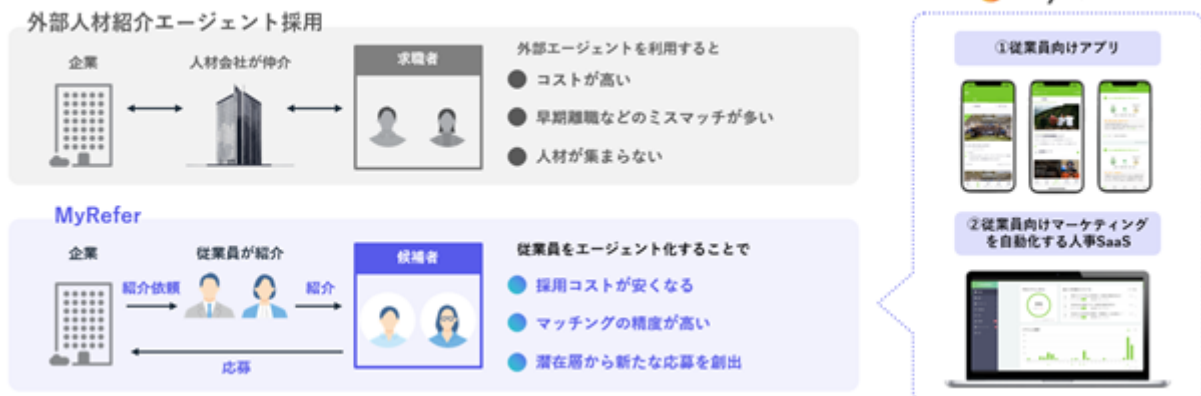 外部人材紹介エージェント採用
企業
人材会社が仲介
求職者
外部エージェントを利用すると
コストが高い
早期離職などのミスマッチが多い
人材が集まらない
MyRefer
企業
従業員が紹介
候補者
紹介依頼
紹介
応募
従業員をエージェント化することで
採用コストが安くなる
マッチングの精度が高い
潜在層から新たな応募を創出
①従業員向けアプリ
②従業員向けマーケティング
を自動化する人事SaaS